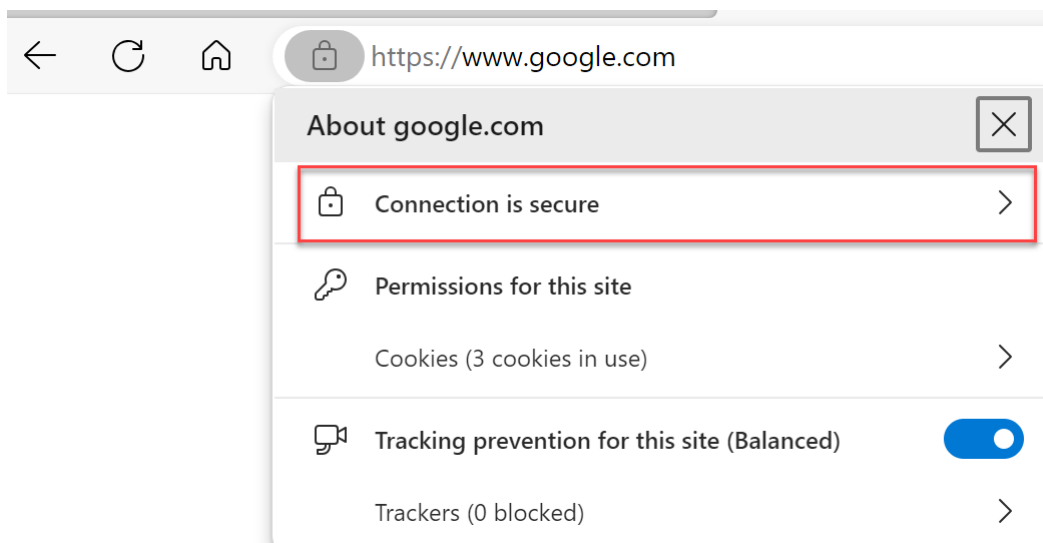 https://www.google.com
About google.com
Connection is secure
Permissions for this site
Cookies (3 cookies in use)
Tracking prevention for this site (Balanced)
Trackers (0 blocked)